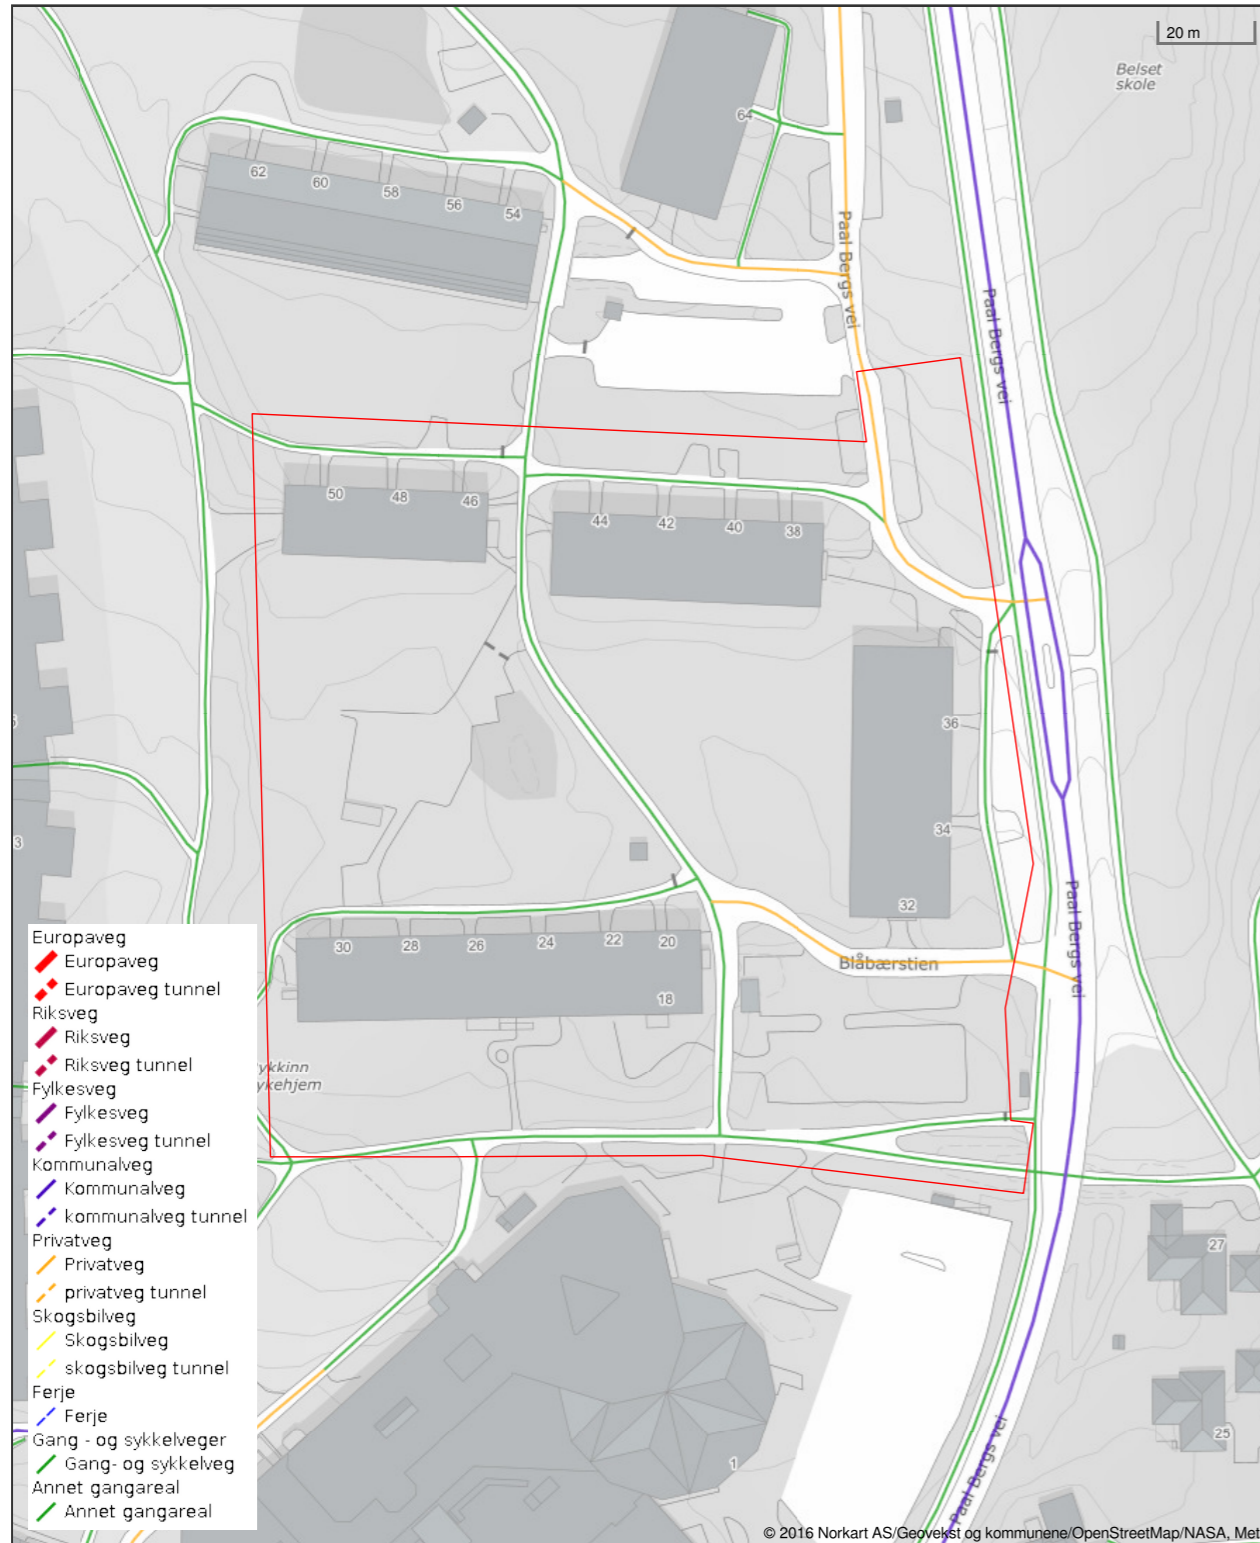 20 m
Belset
skole
64
62
60
58
56
54
Paal Bergs vei
Paal Bergs vei
50
48
46
44
42
40
38
36
34
32
30
28
26
24
22
20
18
Blåbærstien
Paal Bergs vei
ykkinn
ykehjem
3
27
25
1
Paal Bergs vei
Europaveg
Europaveg
Europaveg tunnel
Riksveg
Riksveg
Riksveg tunnel
Fylkesveg
Fylkesveg
Fylkesveg tunnel
Kommunalveg
Kommunalveg
kommunalveg tunnel
Privatveg
Privatveg
privatveg tunnel
Skogsbilveg
Skogsbilveg
skogsbilveg tunnel
Ferje
Ferje
Gang - og sykkelveger
Gang- og sykkelveg
Annet gangareal
Annet gangareal
© 2016 Norkart AS/Geovekst og kommunene/OpenStreetMap/NASA, Met